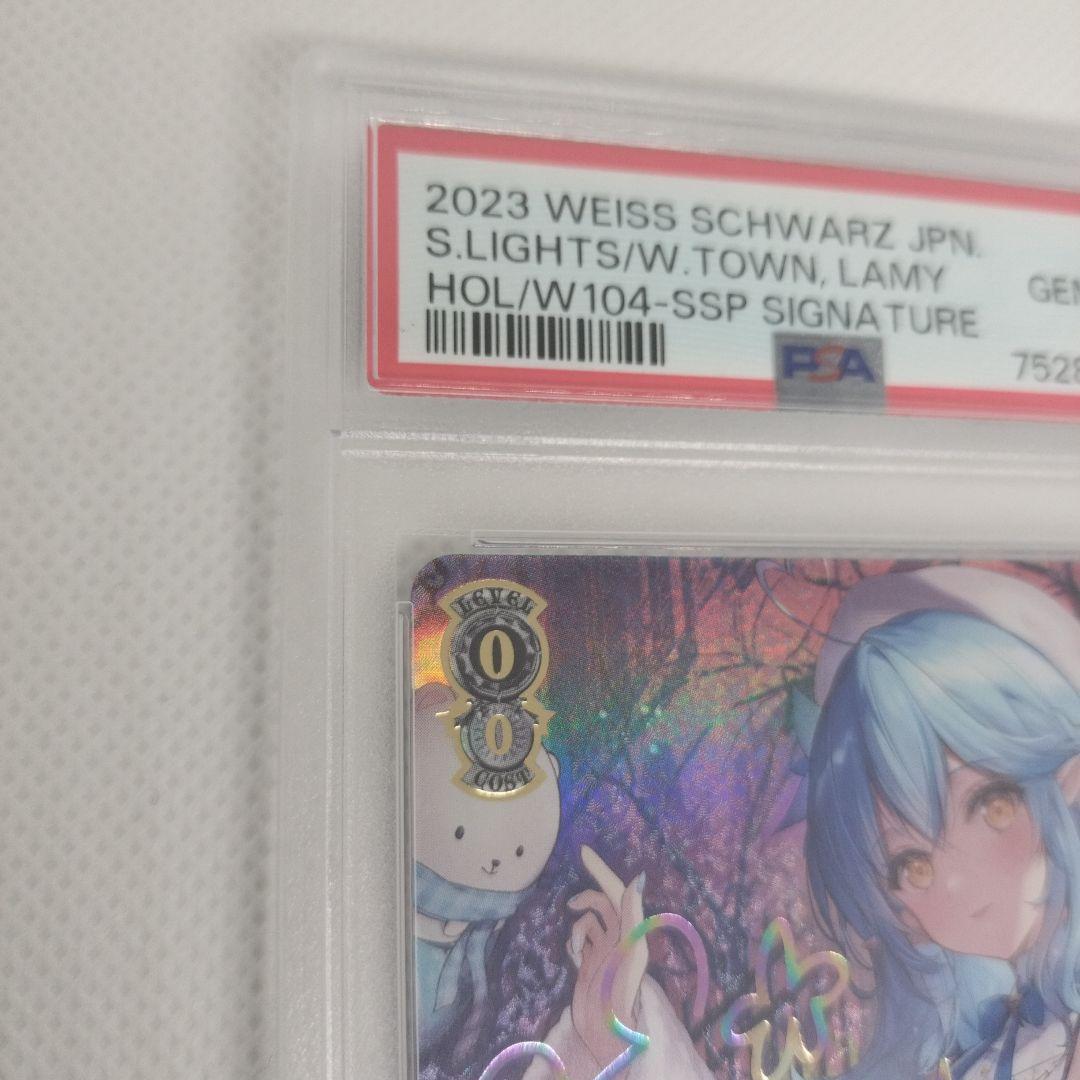 2023 WEISS SCHWARZ JPN.
S.LIGHTS/W.TOWN, LAMY
HOL/W104-SSP SIGNATURE
GEM
7528
PSA
LEVEL
0
0
COST